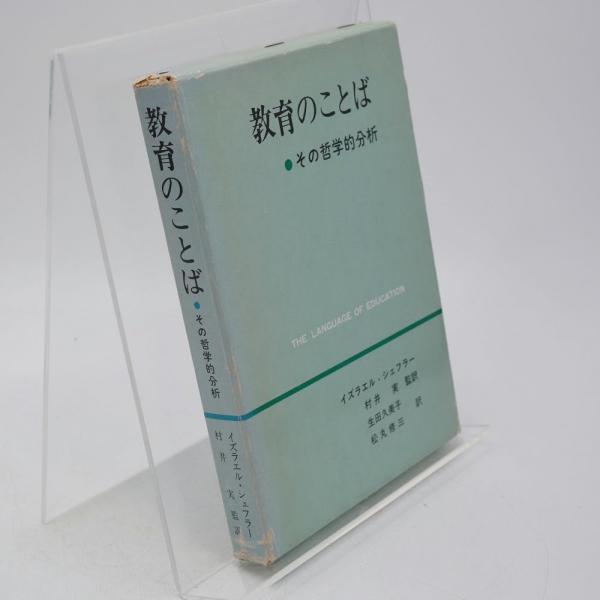 教育のことば
その哲学的分析
THE LANGUAGE OF EDUCATION
イズラエル・シェフラー
村井 実 監訳
生田久美子
松丸修三 訳
教育のことば
その哲学的分析
イズラエル・シェフラー
村井 実 監訳